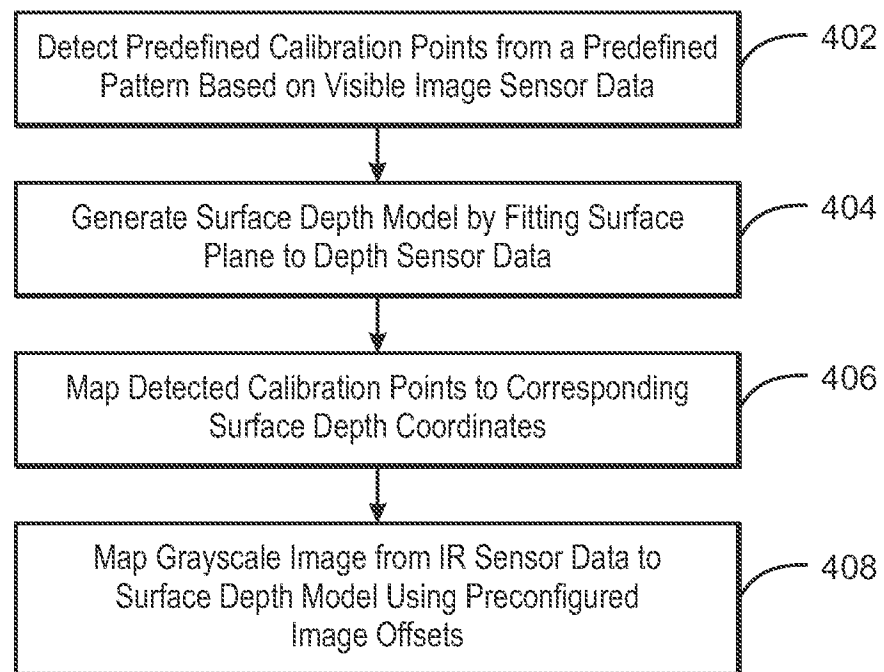 Detect Predefined Calibration Points from a Predefined
Pattern Based on Visible Image Sensor Data
402
Generate Surface Depth Model by Fitting Surface
Plane to Depth Sensor Data
404
Map Detected Calibration Points to Corresponding
Surface Depth Coordinates
406
Map Grayscale Image from IR Sensor Data to
Surface Depth Model Using Preconfigured
Image Offsets
408